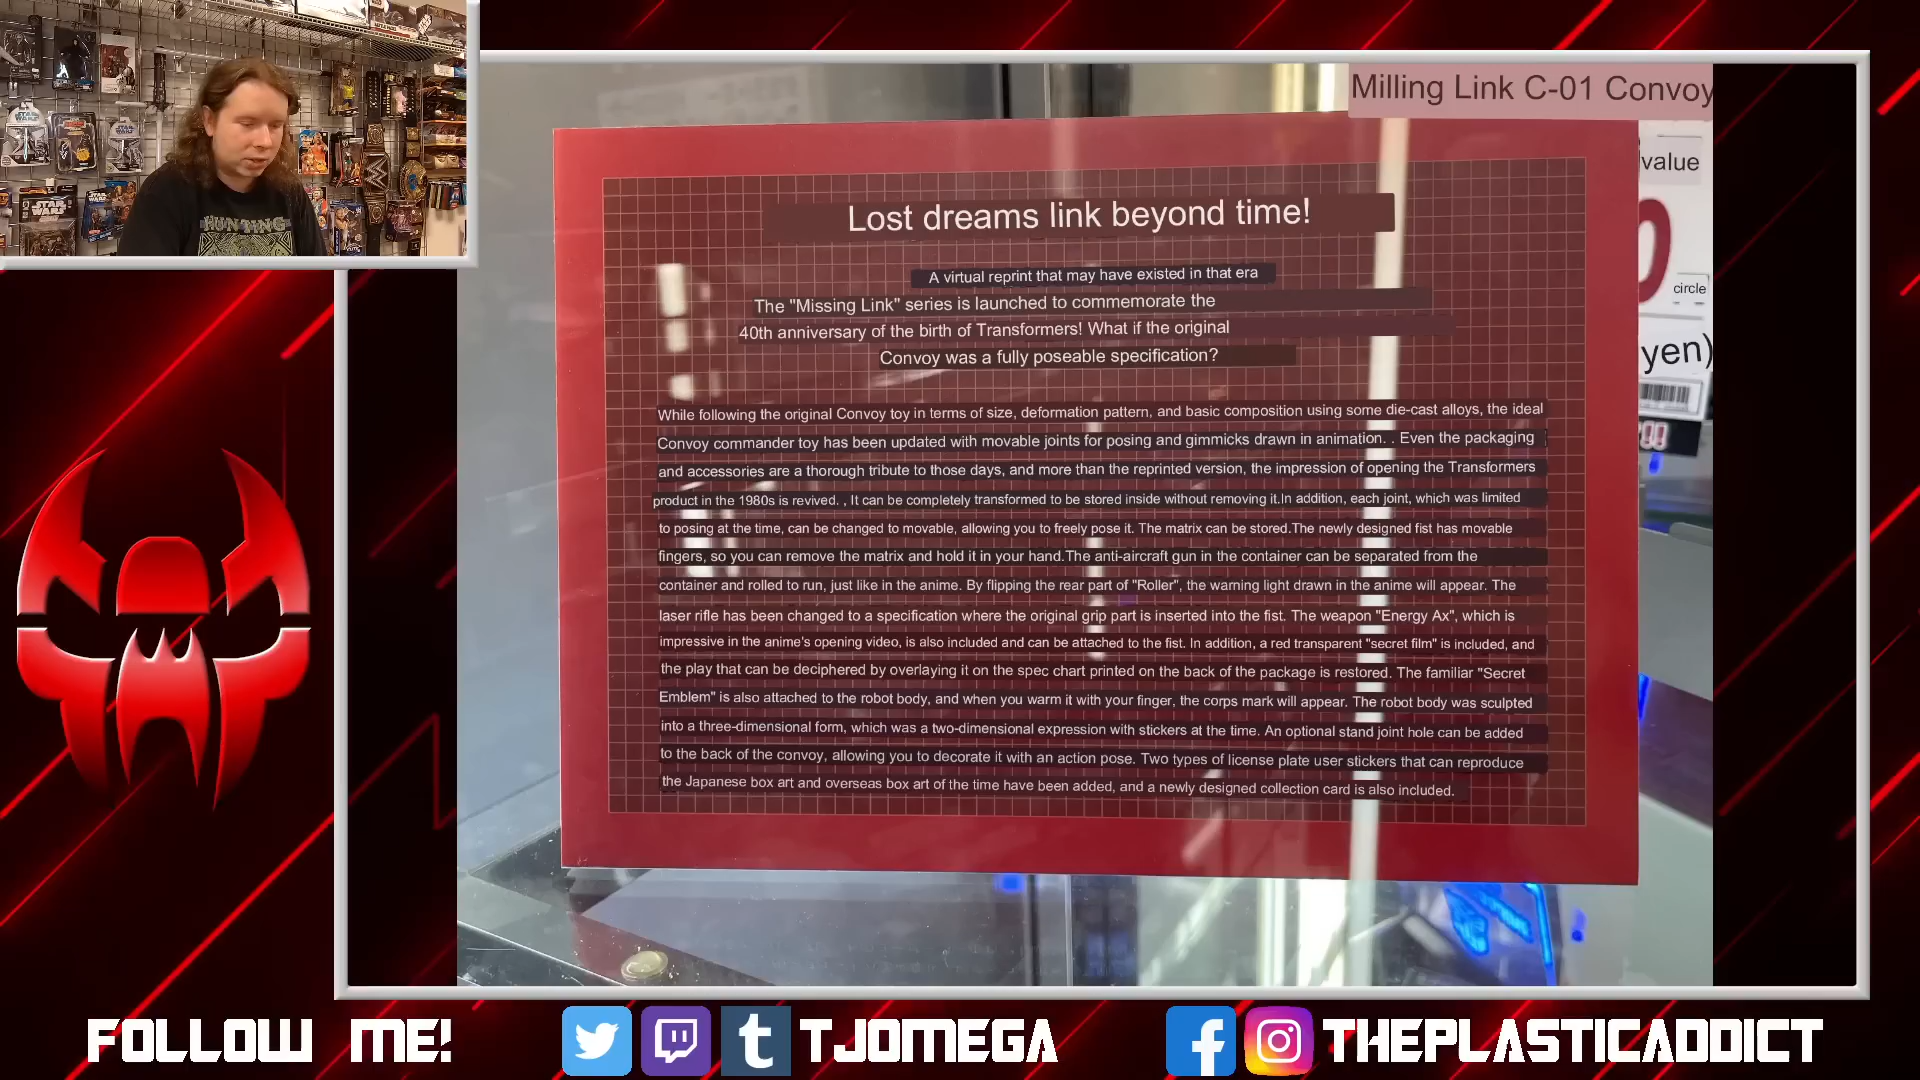 Milling Link C-01 Convoy
value
circle
yen)
Lost dreams link beyond time!
A virtual reprint that may have existed in that era
The "Missing Link" series is launched to commemorate the
40th anniversary of the birth of Transformers! What if the original
Convoy was a fully poseable specification?
While following the original Convoy toy in terms of size, deformation pattern, and basic composition using some die-cast alloys, the ideal
Convoy commander toy has been updated with movable joints for posing and gimmicks drawn in animation. . Even the packaging
and accessories are a thorough tribute to those days, and more than the reprinted version, the impression of opening the Transformers
product in the 1980s is revived. , It can be completely transformed to be stored inside without removing it.In addition, each joint, which was limited
to posing at the time, can be changed to movable, allowing you to freely pose it. The matrix can be stored.The newly designed fist has movable
fingers, so you can remove the matrix and hold it in your hand.The anti-aircraft gun in the container can be separated from the
container and rolled to run, just like in the anime. By flipping the rear part of "Roller", the warning light drawn in the anime will appear. The
laser rifle has been changed to a specification where the original grip part is inserted into the fist. The weapon "Energy Ax", which is
impressive in the anime's opening video, is also included and can be attached to the fist. In addition, a red transparent "secret film" is included, and
the play that can be deciphered by overlaying it on the spec chart printed on the back of the package is restored. The familiar "Secret
Emblem" is also attached to the robot body, and when you warm it with your finger, the corps mark will appear. The robot body was sculpted
into a three-dimensional form, which was a two-dimensional expression with stickers at the time. An optional stand joint hole can be added
to the back of the convoy, allowing you to decorate it with an action pose. Two types of license plate user stickers that can reproduce
the Japanese box art and overseas box art of the time have been added, and a newly designed collection card is also included.
HUNTING
STAR WARS
STAR WARS
FOLLOW ME! TJOMEGA THEPLASTICADDICT